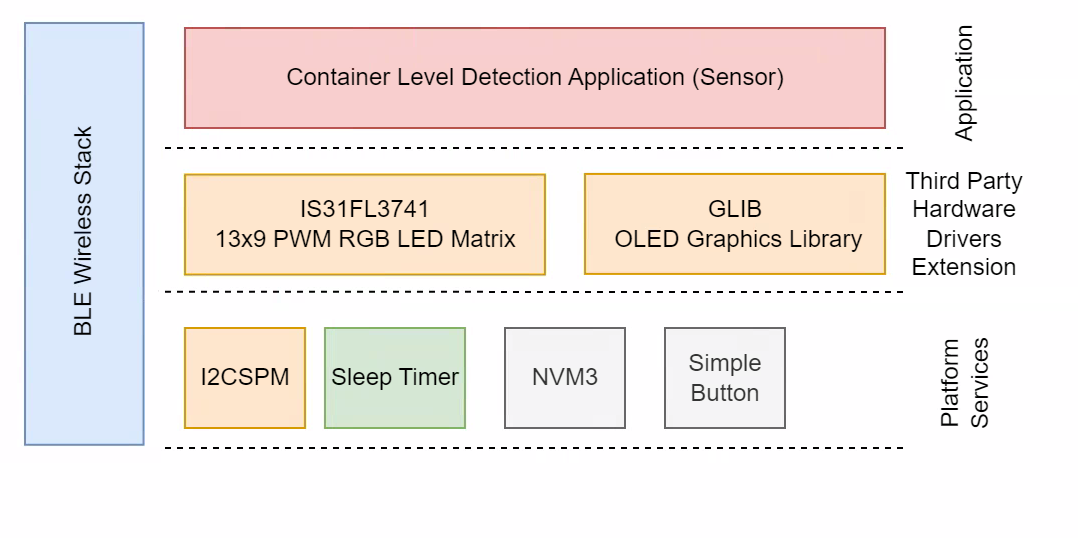 BLE Wireless Stack
Container Level Detection Application (Sensor)
Application
IS31FL3741
13x9 PWM RGB LED Matrix
GLIB
OLED Graphics Library
Third Party
Hardware
Drivers
Extension
I2CSPM
Sleep Timer
NVM3
Simple
Button
Platform
Services